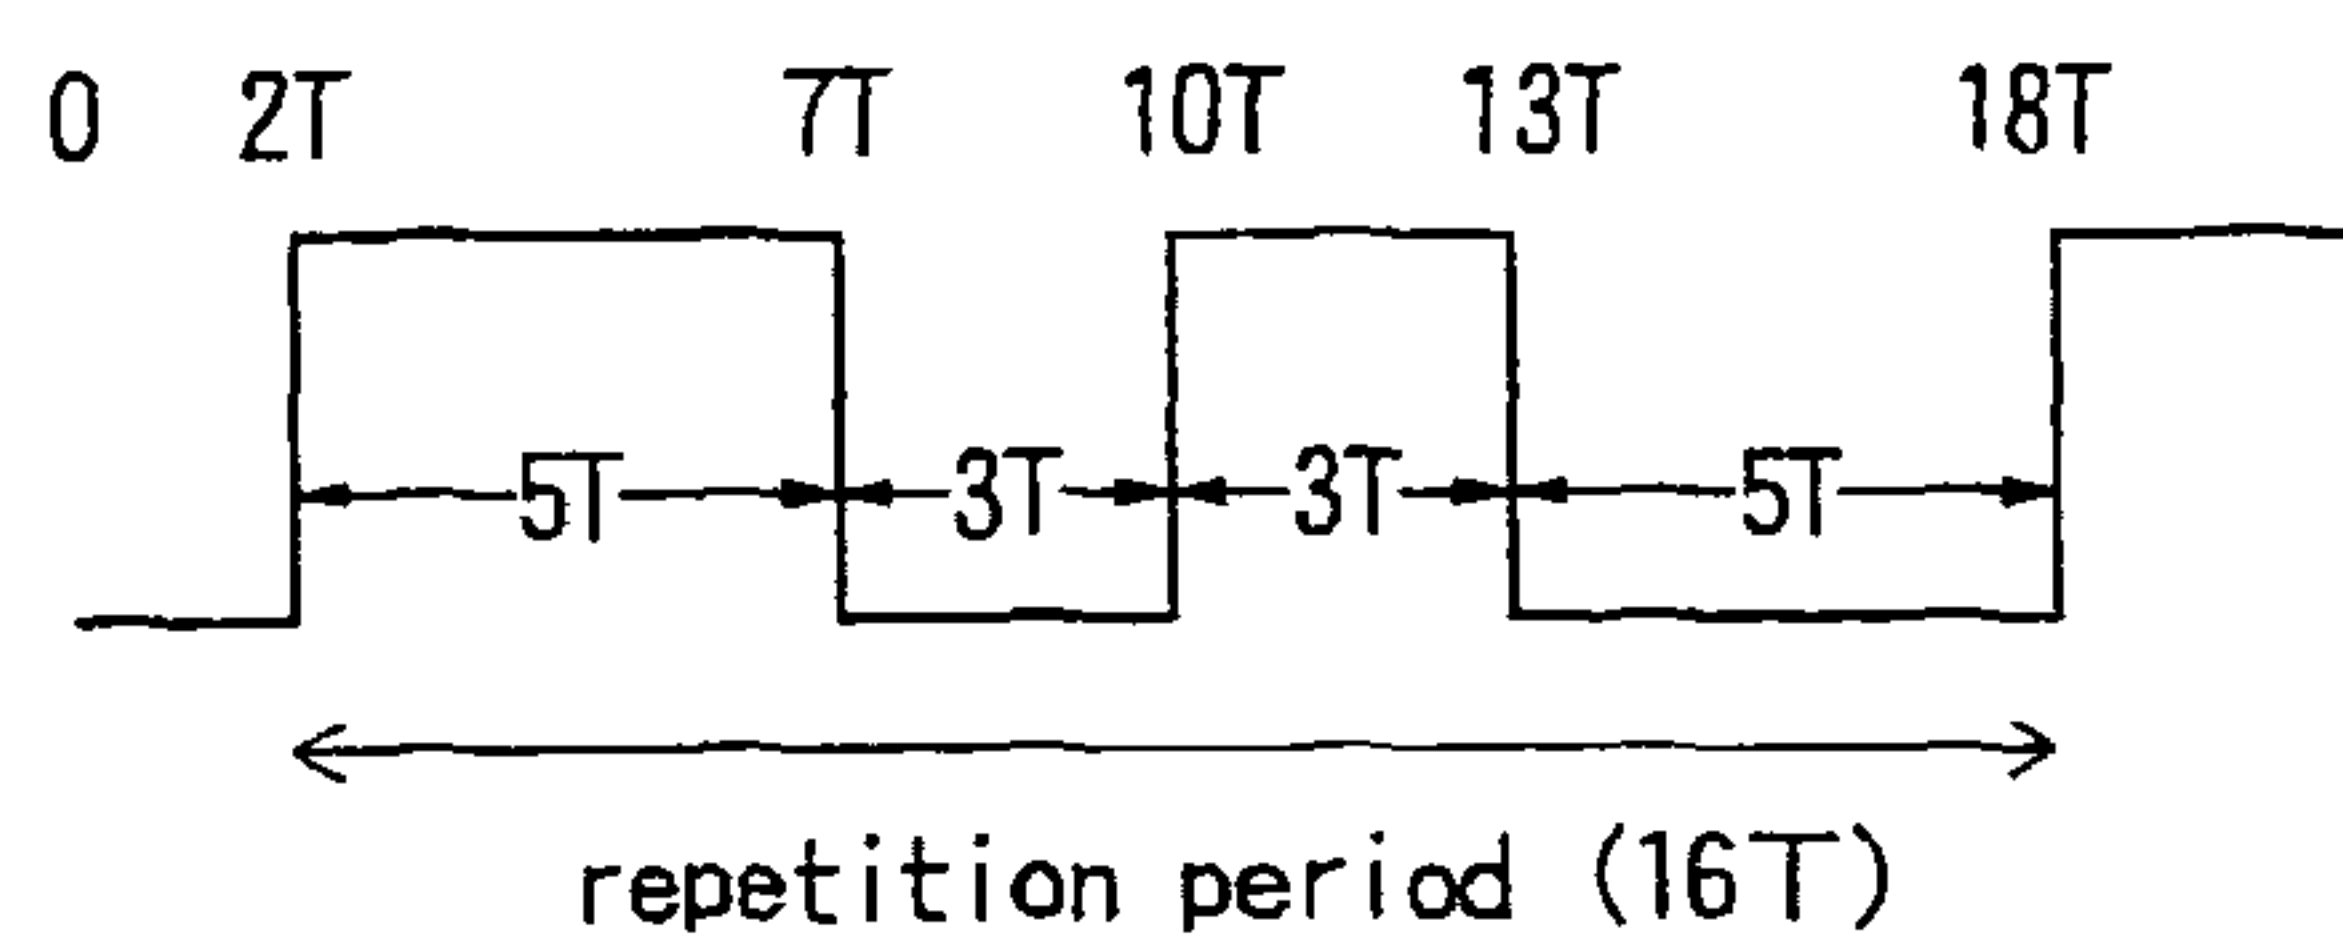 0 2T 7T 10T 13T 18T
5T 3T 3T 5T
repetition period (16T)